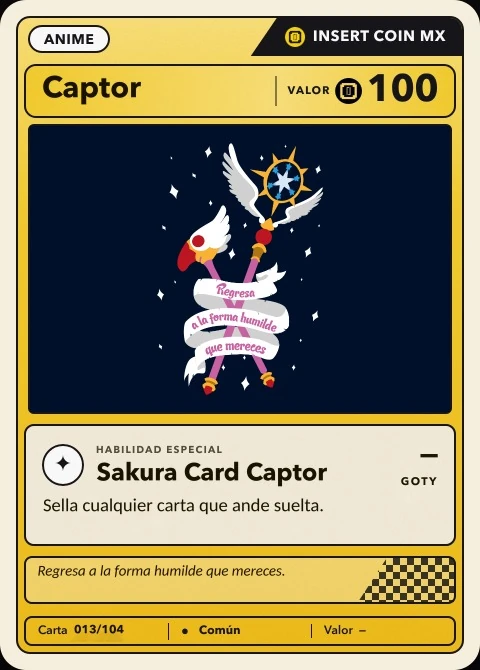 ANIME
INSERT COIN MX
Captor
VALOR 100
Regresa
a la forma humilde
que mereces
HABILIDAD ESPECIAL
Sakura Card Captor
–
GOTY
Sella cualquier carta que ande suelta.
Regresa a la forma humilde que mereces.
Carta 013/104 • Común Valor –